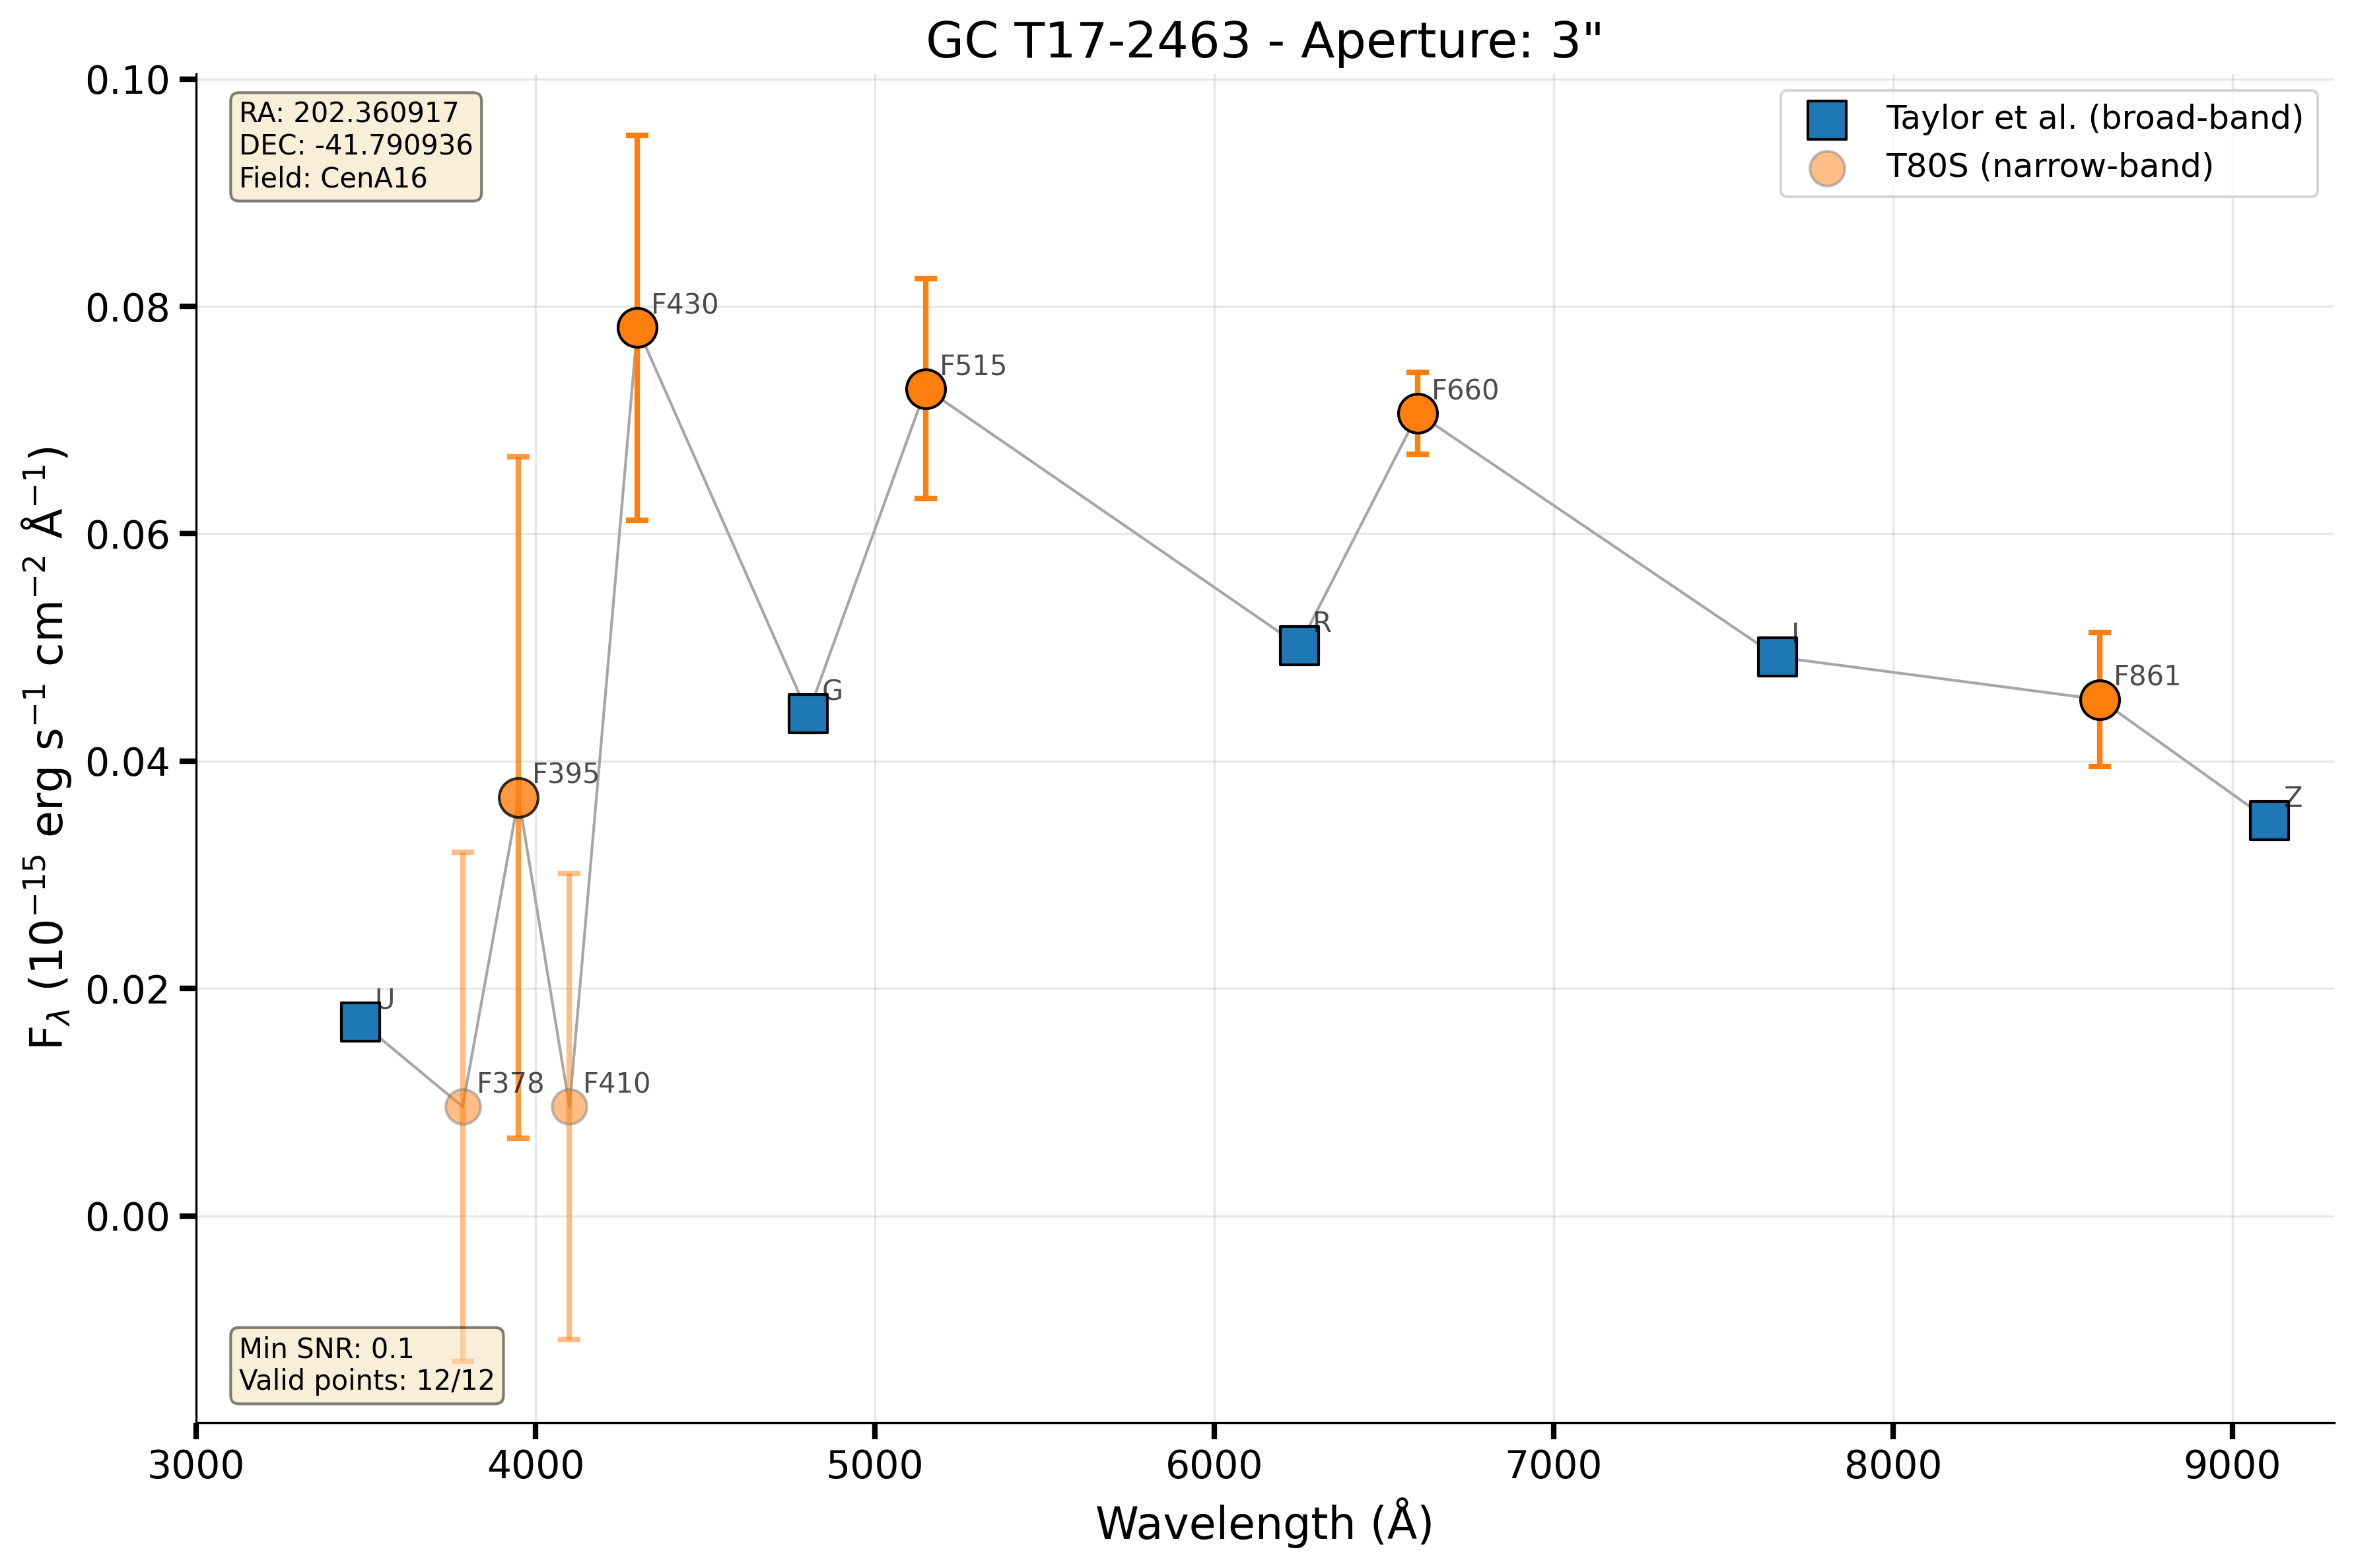 GC T17-2463 - Aperture: 3"
RA: 202.360917
DEC: -41.790936
Field: CenA16
Taylor et al. (broad-band)
T80S (narrow-band)
0.10
0.08
0.06
0.04
0.02
0.00
F_λ (10⁻¹⁵ erg s⁻¹ cm⁻² Å⁻¹)
U
F378
F395
F410
F430
G
F515
R
F660
I
F861
Z
Min SNR: 0.1
Valid points: 12/12
3000 4000 5000 6000 7000 8000 9000
Wavelength (Å)